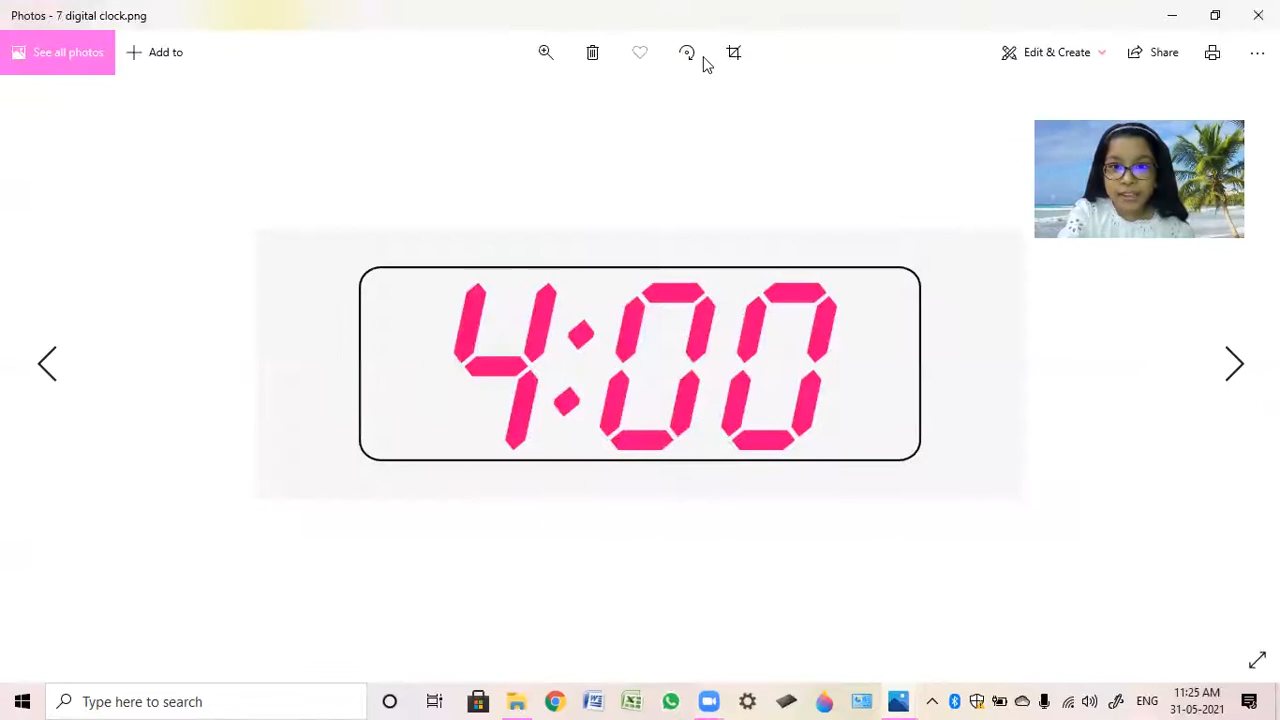 Photos - 7 digital clock.png
See all photos
Add to
Edit & Create
Share
4:00
Type here to search
ENG
11:25 AM
31-05-2021